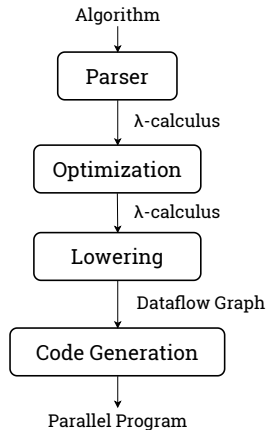 Algorithm
Parser
λ-calculus
Optimization
λ-calculus
Lowering
Dataflow Graph
Code Generation
Parallel Program